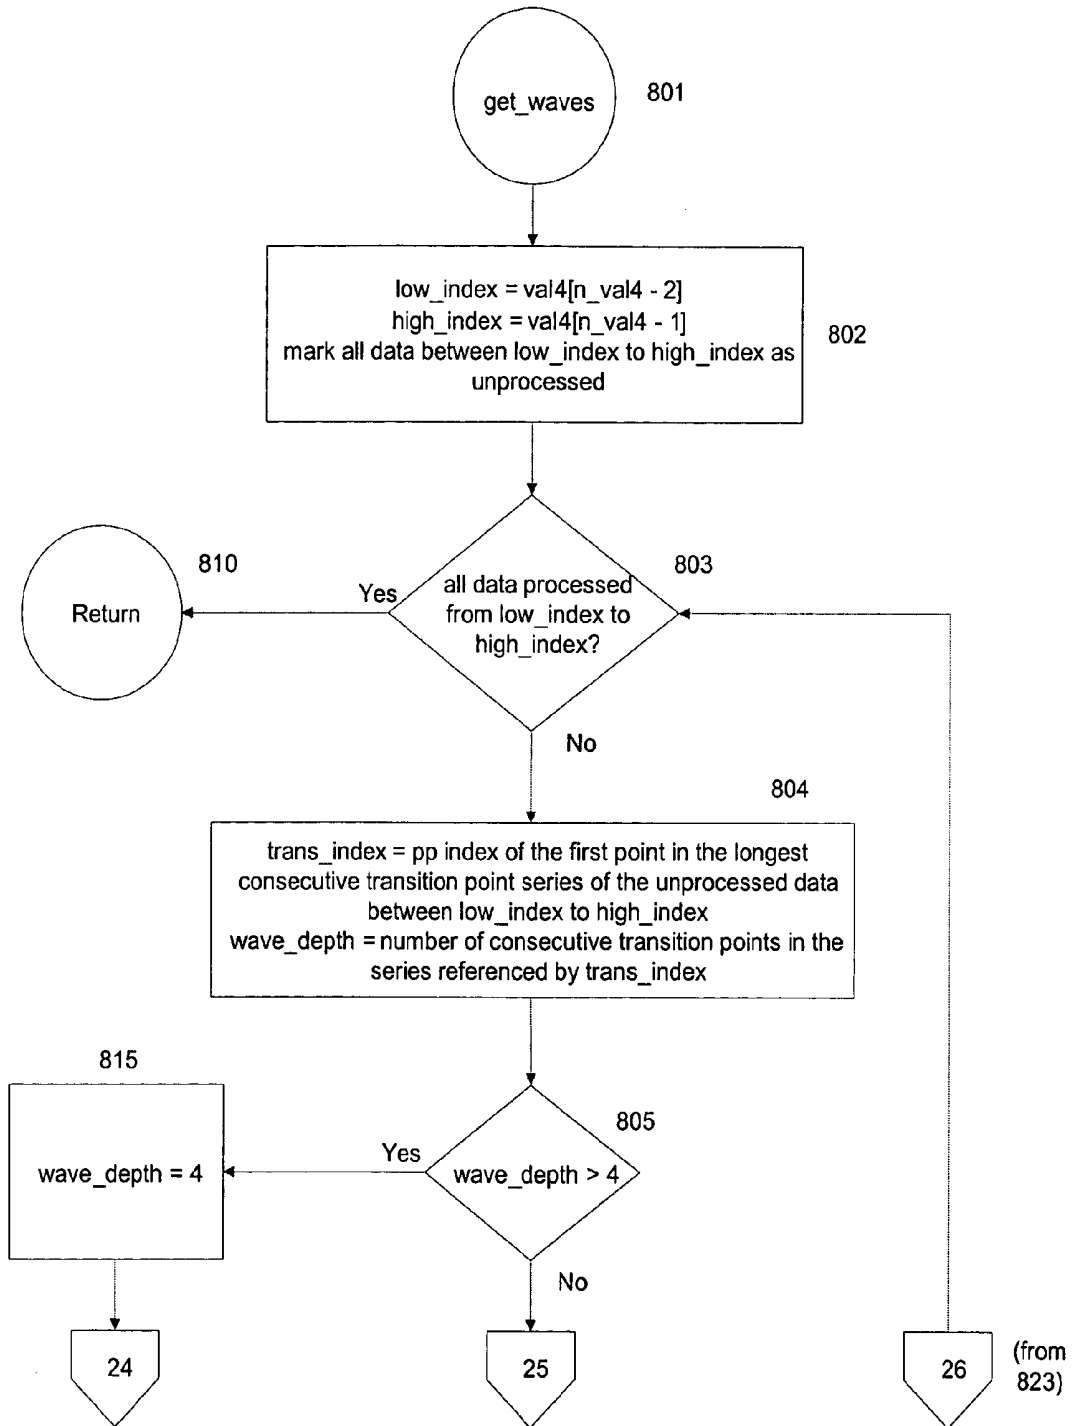 get_waves
801
low_index = val4[n_val4 - 2]
high_index = val4[n_val4 - 1]
mark all data between low_index to high_index as
unprocessed
802
810
803
Return
Yes
all data processed
from low_index to
high_index?
No
804
trans_index = pp index of the first point in the longest
consecutive transition point series of the unprocessed data
between low_index to high_index
wave_depth = number of consecutive transition points in the
series referenced by trans_index
815
805
wave_depth = 4
Yes
wave_depth > 4
No
24
25
26
(from
823)